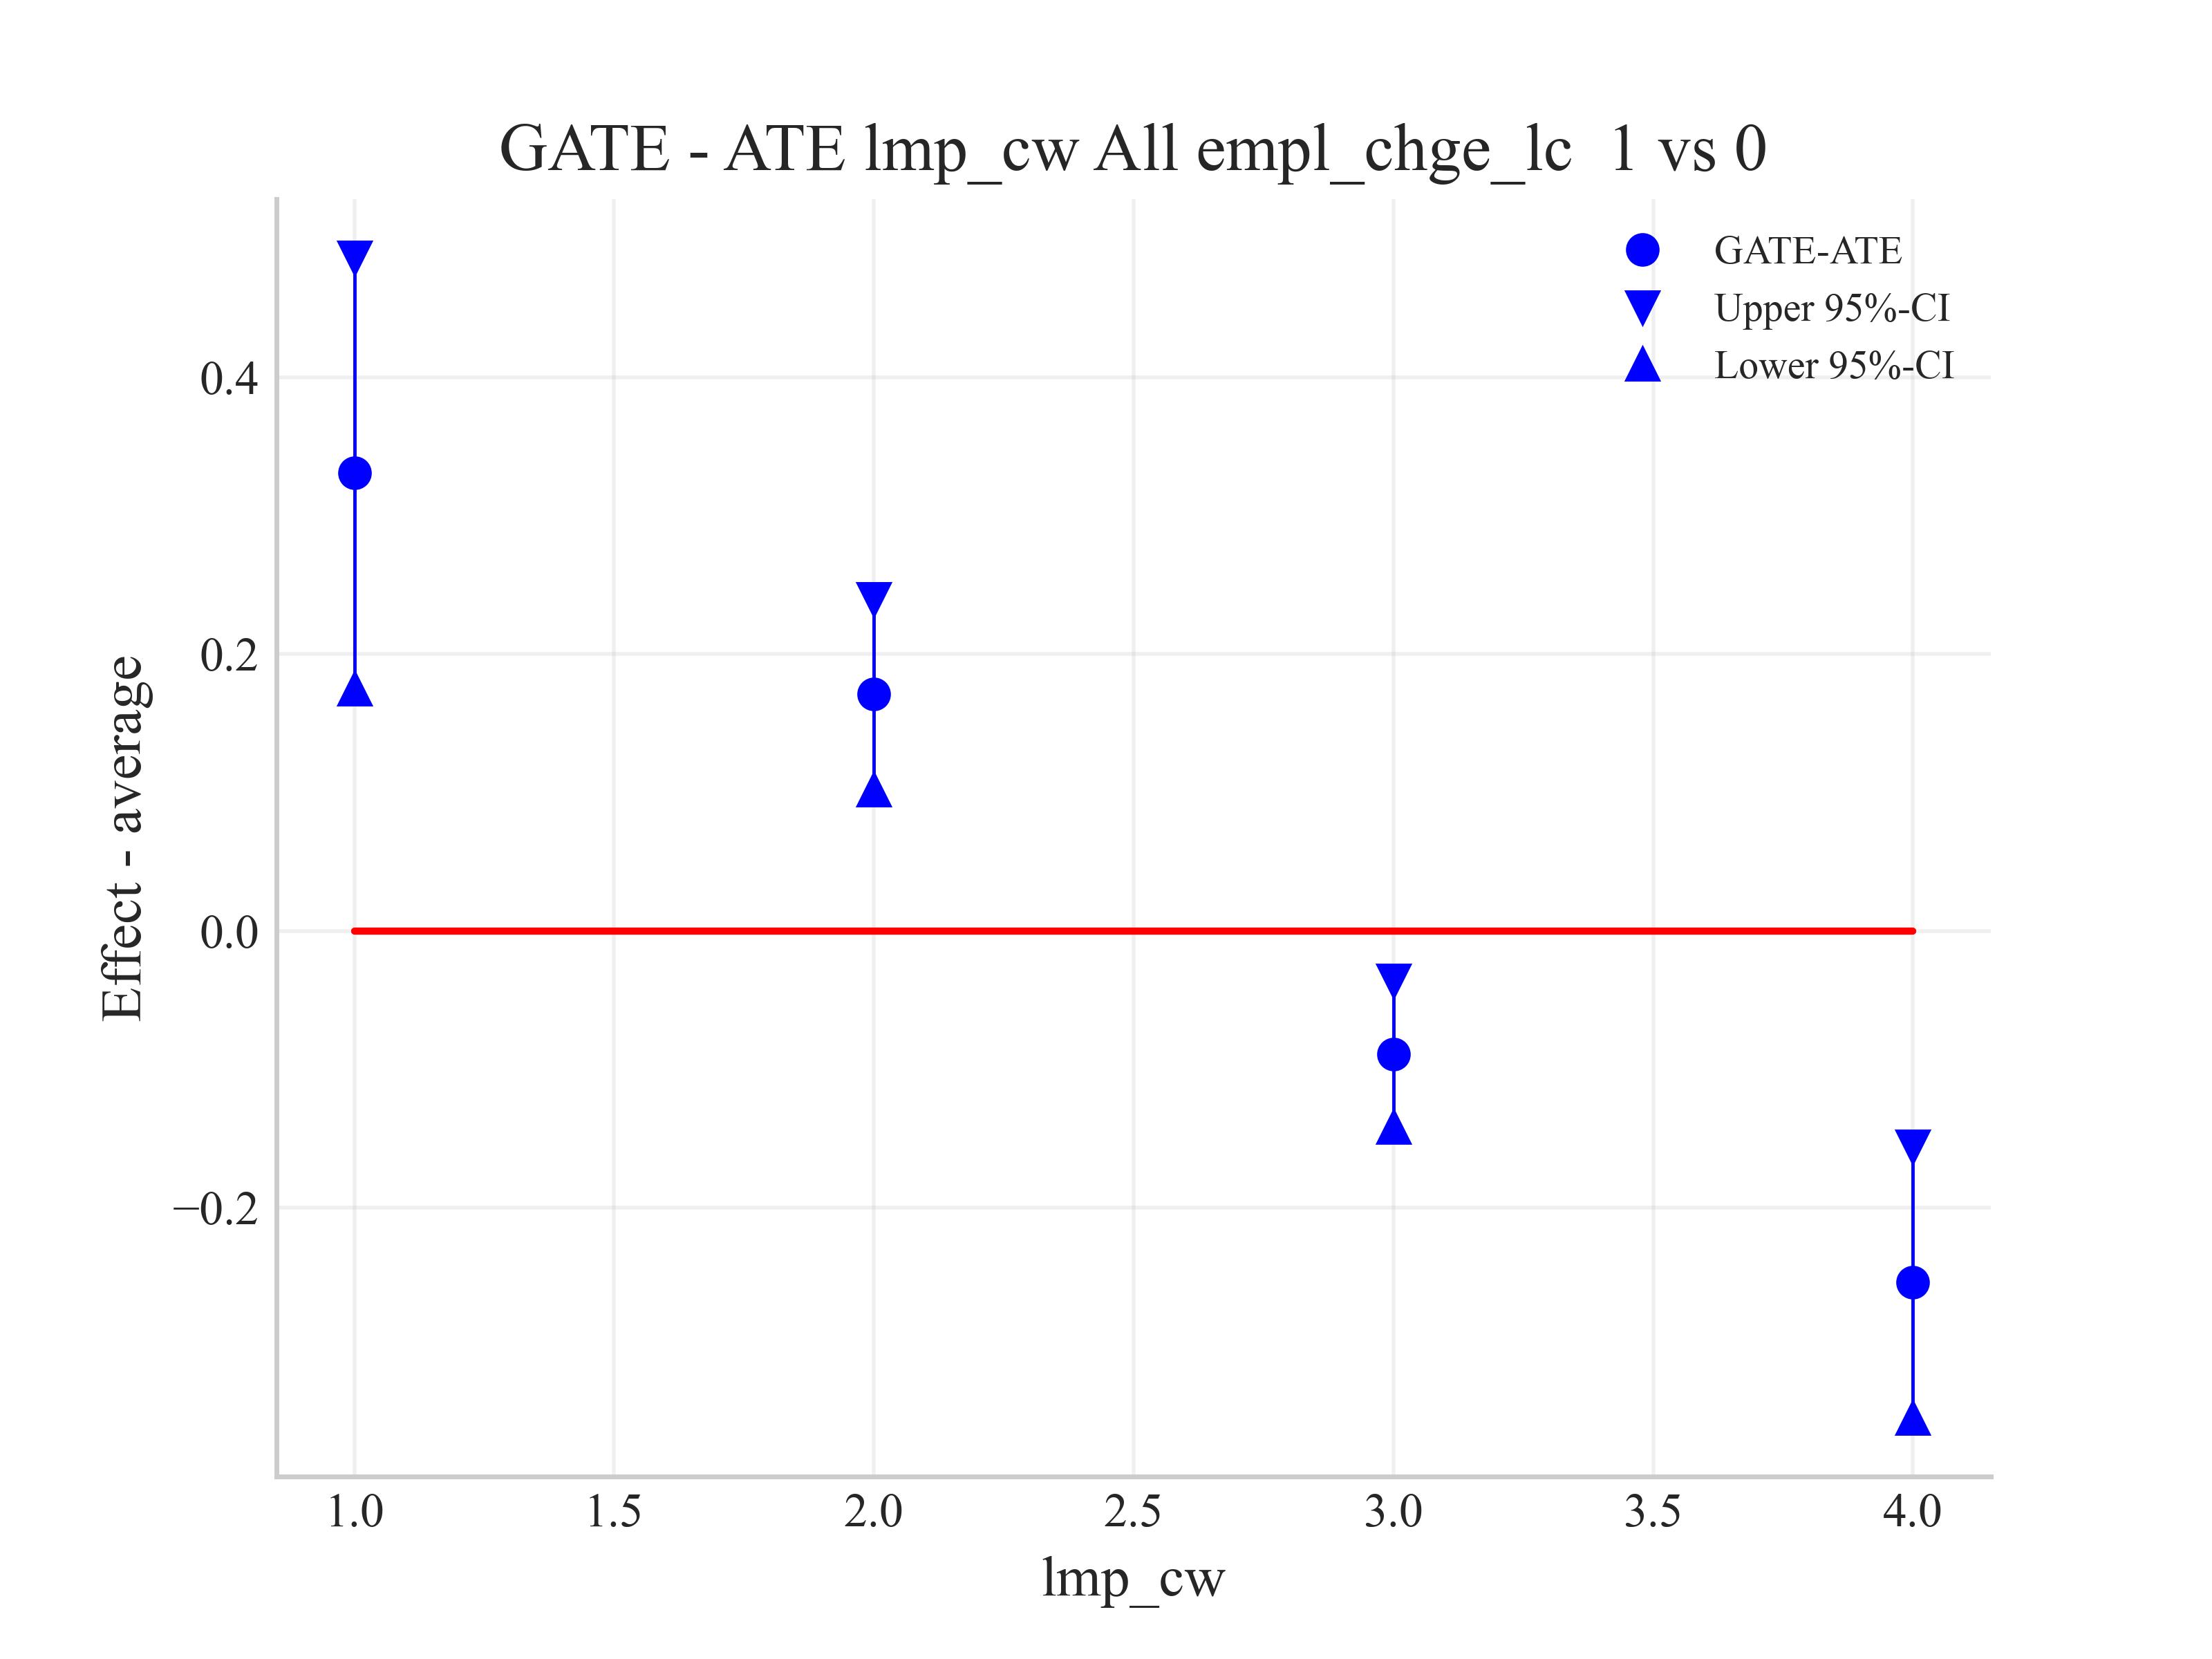 GATE - ATE lmp_cw All empl_chge_lc  1 vs 0
GATE-ATE
Upper 95%-CI
Lower 95%-CI
Effect - average
0.4
0.2
0.0
−0.2
1.0 1.5 2.0 2.5 3.0 3.5 4.0
lmp_cw